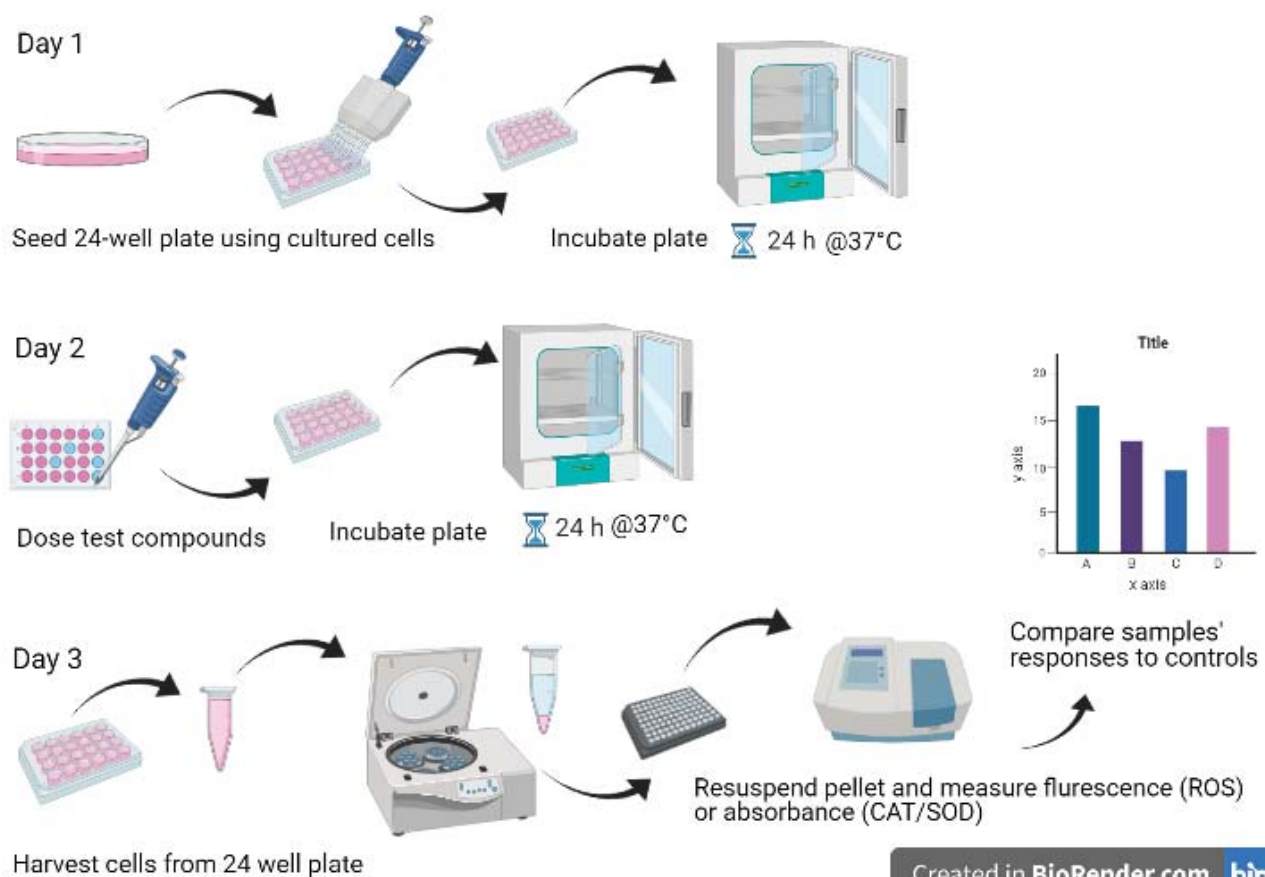 Day 1
Seed 24-well plate using cultured cells
Incubate plate
24 h @37°C
Day 2
Dose test compounds
Incubate plate
24 h @37°C
Title
20
15
10
5
0
y axis
A B C D
x axis
Day 3
Harvest cells from 24 well plate
Resuspend pellet and measure flurescence (ROS)
or absorbance (CAT/SOD)
Compare samples'
responses to controls
Created in BioRender.com